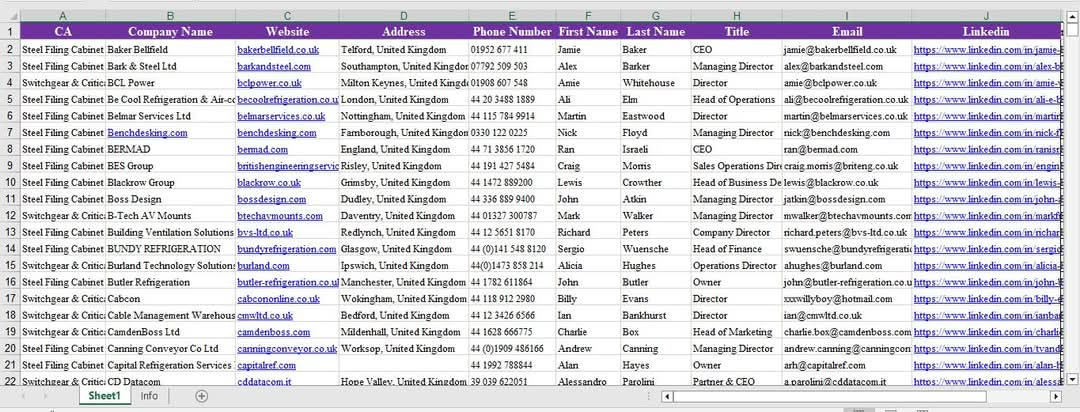 A B C D E F G H I J
1 CA Company Name Website Address Phone Number First Name Last Name Title Email Linkedin
2 Steel Filing Cabinet Baker Bellfield bakerbellfield.co.uk Telford, United Kingdom 01952 677 411 Jamie Baker CEO jamie@bakerbellfield.co.uk https://www.linkedin.com/in/jamie-
3 Steel Filing Cabinet Bark & Steel Ltd barkandsteel.com Southampton, United Kingdom 07792 509 503 Alex Barker Managing Director alex@barkandsteel.com https://www.linkedin.com/in/alex-b
4 Switchgear & Critica BCL Power bclpower.co.uk Milton Keynes, United Kingd 01908 607 548 Amie Whitehouse Director amie@bclpower.co.uk https://www.linkedin.com/in/amie-
5 Steel Filing Cabinet Be Cool Refrigeration & Air-co becoolrefrigeration.co.u London, United Kingdom 44 20 3488 1889 Ali Elm Head of Operations ali@becoolrefrigeration.co.uk https://www.linkedin.com/in/ali-e-
6 Steel Filing Cabinet Belmar Services Ltd belmarservices.co.uk Nottingham, United Kingdom 44 115 784 9914 Martin Eastwood Director martin@belmarservices.co.uk https://www.linkedin.com/in/martin
7 Steel Filing Cabinet Benchdesking.com benchdesking.com Farnborough, United Kingdom 0330 122 0225 Nick Floyd Managing Director nick@benchdesking.com https://www.linkedin.com/in/nick-f
8 Steel Filing Cabinet BERMAD bermad.com England, United Kingdom 44 71 3856 1720 Ran Israeli CEO ran@bermad.com https://www.linkedin.com/in/ranisr
9 Steel Filing Cabinet BES Group britishengineeringservic Risley, United Kingdom 44 191 427 5484 Craig Morris Sales Operations Dire craig.morris@briteng.co.uk https://www.linkedin.com/in/engin
10 Steel Filing Cabinet Blackrow Group blackrow.co.uk Grimsby, United Kingdom 44 1472 889200 Lewis Crowther Head of Business De lewis@blackrow.co.uk https://www.linkedin.com/in/lewis-
11 Steel Filing Cabinet Boss Design bossdesign.com Dudley, United Kingdom 44 336 889 9400 John Atkin Managing Director jatkin@bossdesign.com https://www.linkedin.com/in/john-
12 Switchgear & Critica B-Tech AV Mounts btechavmounts.com Daventry, United Kingdom 44 01327 300787 Mark Walker Managing Director mwalker@btechavmounts.com https://www.linkedin.com/in/markf
13 Steel Filing Cabinet Building Ventilation Solutions bvs-ltd.co.uk Redlynch, United Kingdom 44 12 5651 8170 Richard Peters Company Director richard.peters@bvs-ltd.co.uk https://www.linkedin.com/in/richar
14 Steel Filing Cabinet BUNDY REFRIGERATION bundyrefrigeration.com Glasgow, United Kingdom 44 (0)141 548 8120 Sergio Wuensche Head of Finance swuensche@bundyrefrigeratio https://www.linkedin.com/in/sergio
15 Switchgear & Critica Burland Technology Solutions burland.com Ipswich, United Kingdom 44(0)1473 858 214 Alicia Hughes Operations Director ahughes@burland.com https://www.linkedin.com/in/alicia-
16 Steel Filing Cabinet Butler Refrigeration butler-refrigeration.co.u Manchester, United Kingdom 44 1782 611864 John Butler Owner john@butler-refrigeration.co.u https://www.linkedin.com/in/john-
17 Switchgear & Critica Cabcon cabcononline.co.uk Wokingham, United Kingdom 44 118 912 2980 Billy Evans Director xxxwillyboy@hotmail.com https://www.linkedin.com/in/billy-
18 Switchgear & Critica Cable Management Warehous cmwltd.co.uk Bedford, United Kingdom 44 12 3426 6566 Ian Bankhurst Director ian@cmwltd.co.uk https://www.linkedin.com/in/ianba
19 Switchgear & Critica CamdenBoss Ltd camdenboss.com Mildenhall, United Kingdom 44 1628 666775 Charlie Box Head of Marketing charlie.box@camdenboss.com https://www.linkedin.com/in/charli
20 Steel Filing Cabinet Canning Conveyor Co Ltd canningconveyor.co.uk Worksop, United Kingdom 44 (0)1909 486166 Andrew Canning Managing Director andrew.canning@canningcon https://www.linkedin.com/in/tvand
21 Steel Filing Cabinet Capital Refrigeration Services capitalref.com 44 1992 788844 Alan Hayes Owner arh@capitalref.com https://www.linkedin.com/in/alan-
22 Switchgear & Critica CD Datacom cddatacom.it Hope Valley, United Kingdom 39 039 622051 Alessandro Parolini Partner & CEO a.parolini@cddatacom.it https://www.linkedin.com/in/alessa
Sheet1 Info